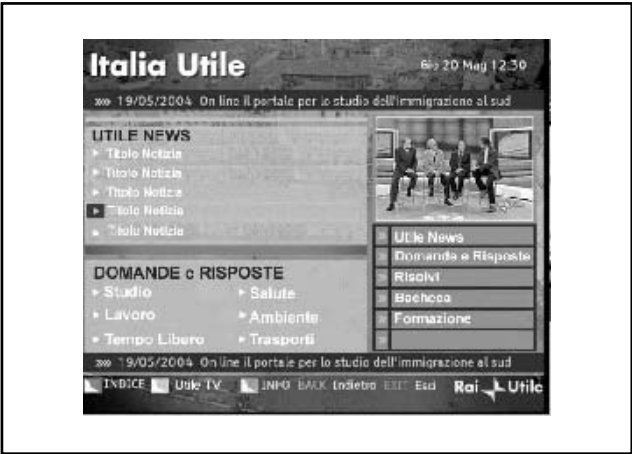 Italia Utile
Gio 20 Mag 12:30
»» 19/05/2004 On line il portale per lo studio dell'immigrazione al sud
UTILE NEWS
Titolo Notizia
Titolo Notizia
Titolo Notizia
Titolo Notizia
Titolo Notizia
DOMANDE e RISPOSTE
Studio
Salute
Lavoro
Ambiente
Tempo Libero
Trasporti
Utile News
Domande e Risposte
Risolvi
Bacheca
Formazione
»» 19/05/2004 On line il portale per lo studio dell'immigrazione al sud
INDICE Utile TV INFO BACK Indietro EXIT Esci Rai Utile